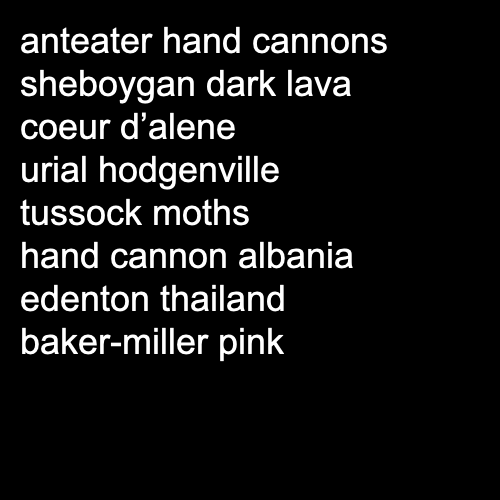 anteater hand cannons
sheboygan dark lava
coeur d’alene
urial hodgenville
tussock moths
hand cannon albania
edenton thailand
baker-miller pink